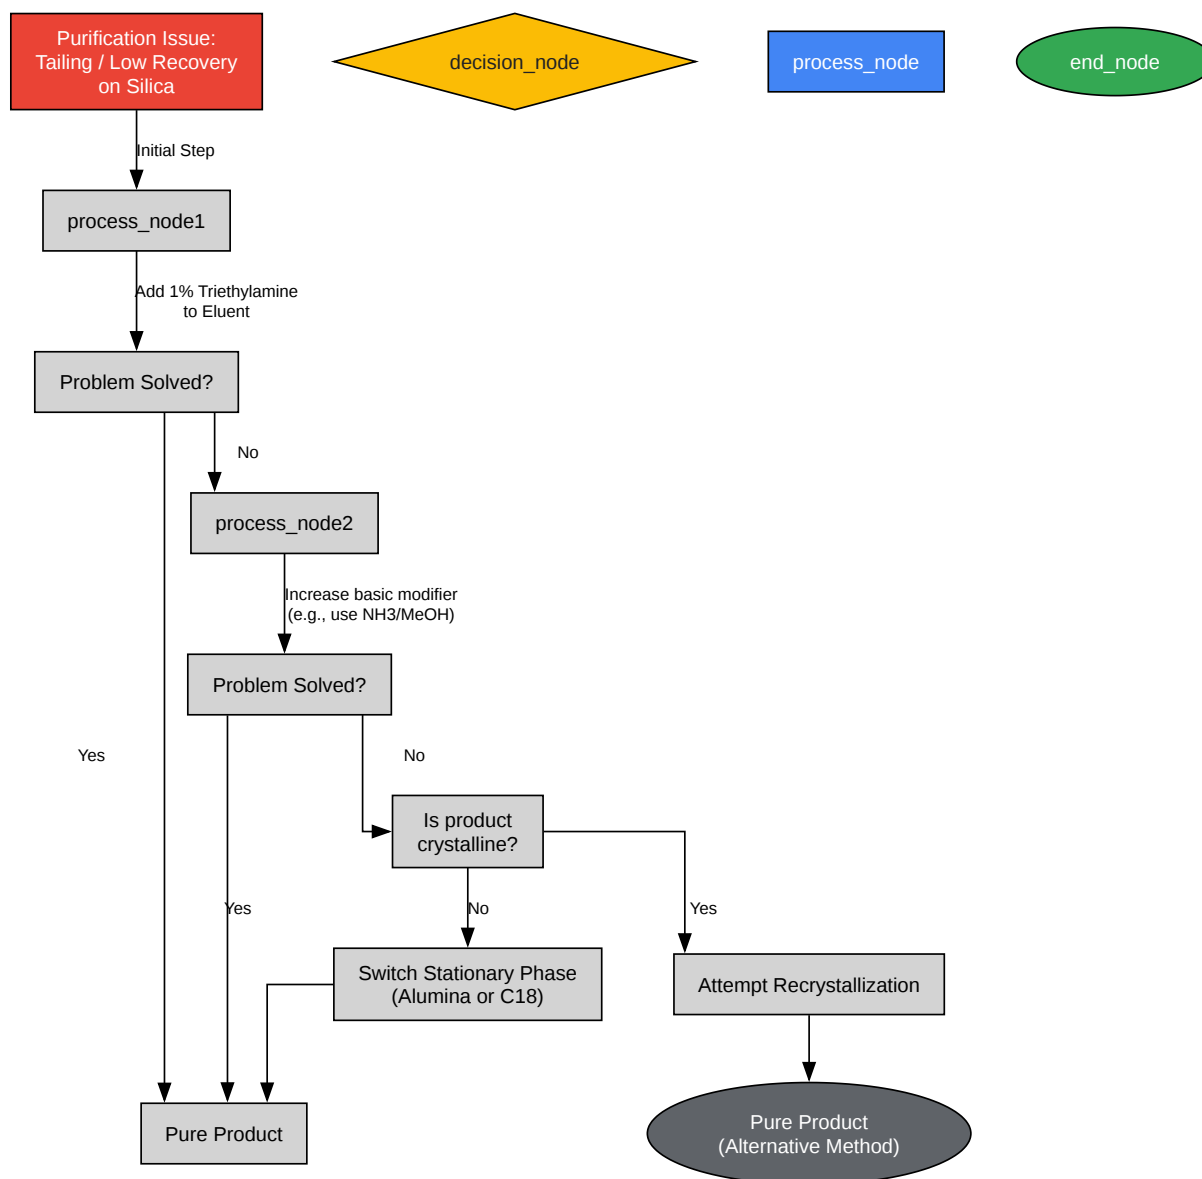 Purification Issue:
Tailing / Low Recovery
on Silica
decision_node
process_node
end_node
Initial Step
process_node1
Add 1% Triethylamine
to Eluent
Problem Solved?
No
process_node2
Increase basic modifier
(e.g., use NH3/MeOH)
Problem Solved?
Yes
No
Is product
crystalline?
Yes
No
Yes
Switch Stationary Phase
(Alumina or C18)
Attempt Recrystallization
Pure Product
Pure Product
(Alternative Method)